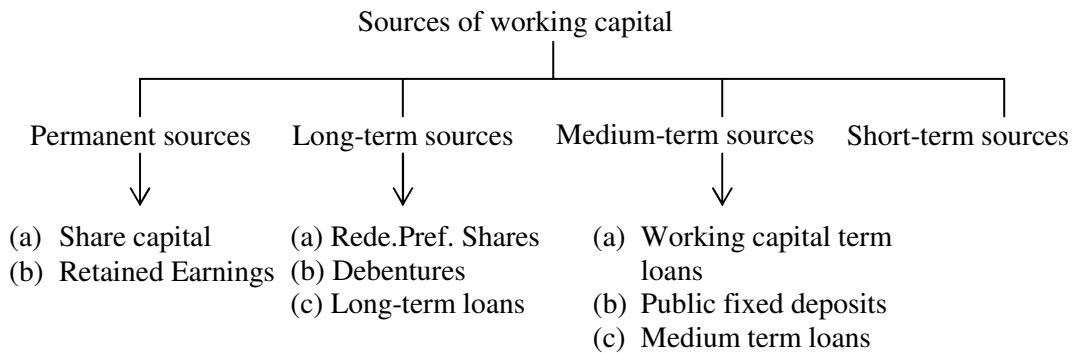 Sources of working capital
Permanent sources
Long-term sources
Medium-term sources
Short-term sources
(a) Share capital
(b) Retained Earnings
(a) Rede.Pref. Shares
(b) Debentures
(c) Long-term loans
(a) Working capital term
loans
(b) Public fixed deposits
(c) Medium term loans